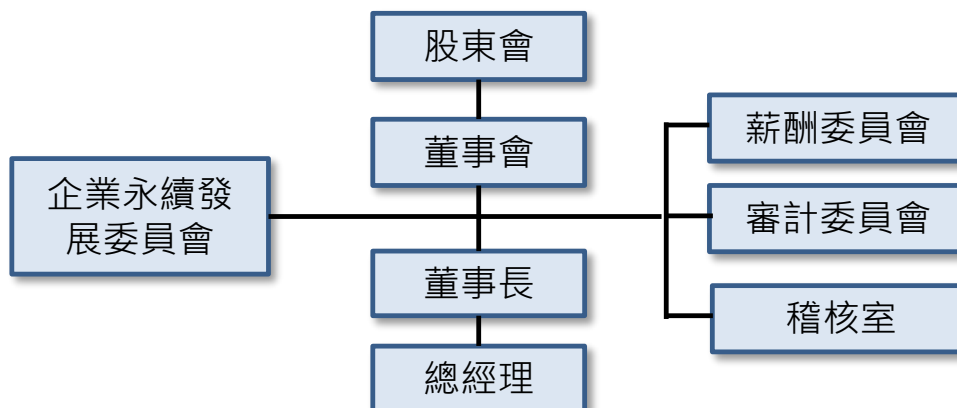 股東會
董事會
企業永續發
展委員會
薪酬委員會
審計委員會
董事長
稽核室
總經理